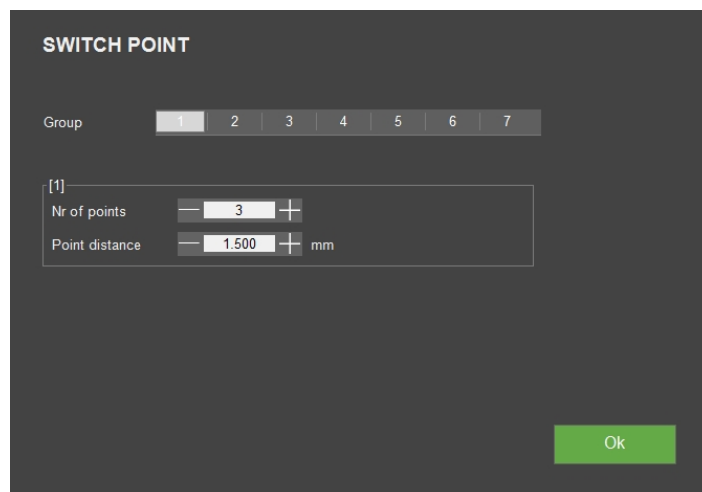 SWITCH POINT
Group 1 2 3 4 5 6 7
[1]
Nr of points 3
Point distance 1.500 mm
Ok